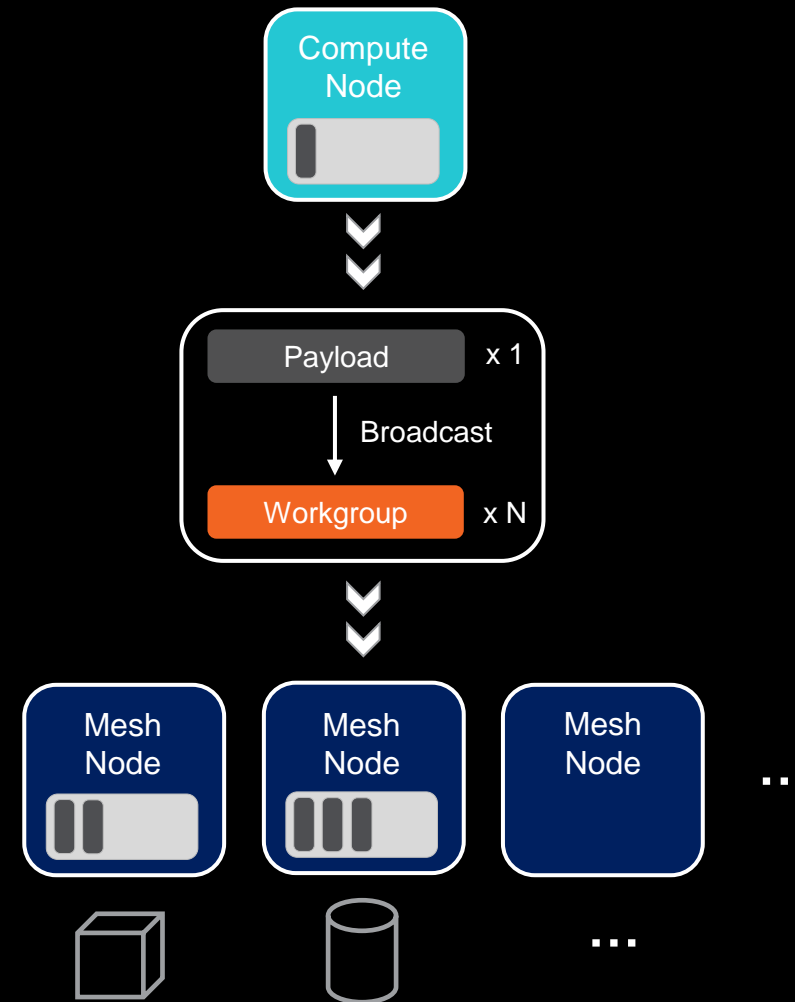 Compute
Node
Payload x 1
Broadcast
Workgroup x N
Mesh
Node
Mesh
Node
Mesh
Node
...
...